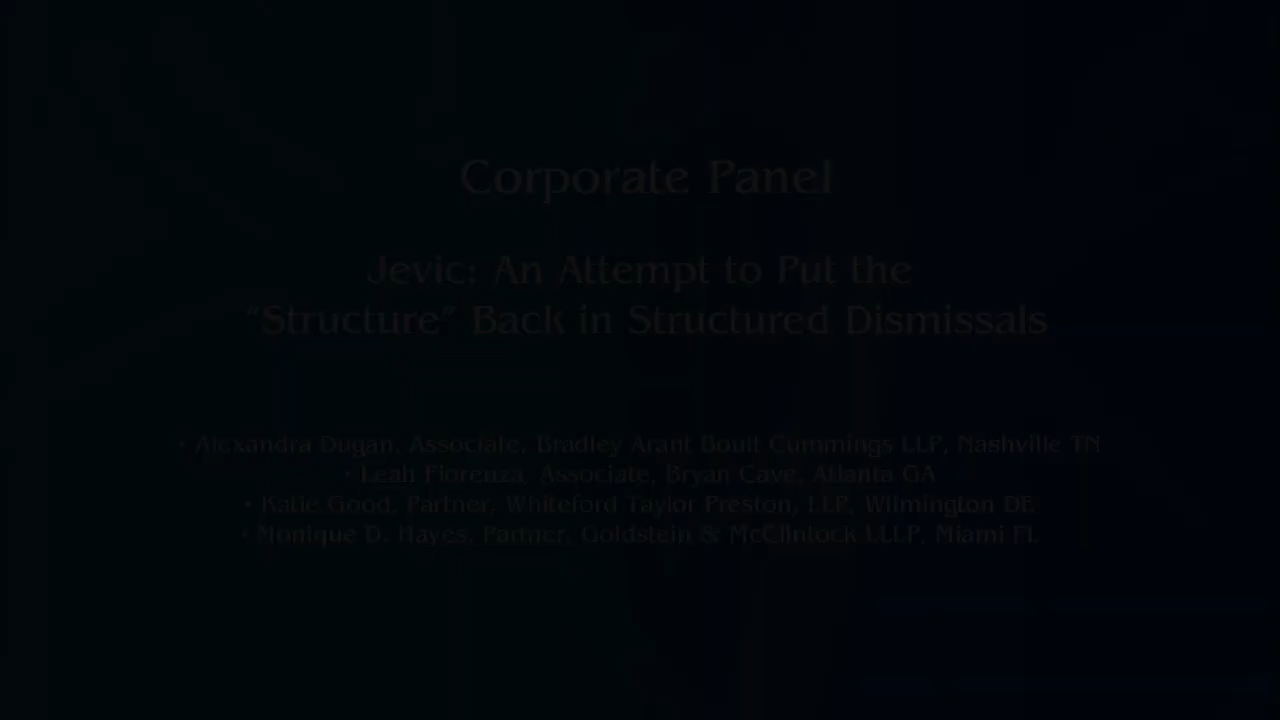 Corporate Panel
Jevic: An Attempt to Put the
"Structure" Back in Structured Dismissals
• Alexandra Dugan, Associate, Bradley Arant Boult Cummings LLP, Nashville TN
• Leah Fiorenza, Associate, Bryan Cave, Atlanta GA
• Katie Good, Partner, Whiteford Taylor Preston, LLP, Wilmington DE
• Monique D. Hayes, Partner, Goldstein & McClintock LLLP, Miami FL